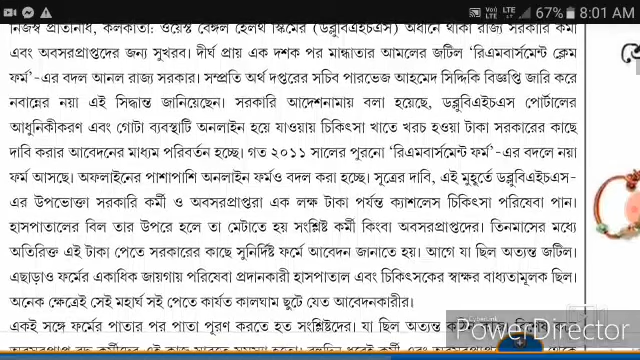 67% 8:01 AM
নিজস্ব প্রতিনিধি, কলকাতা: ওয়েস্ট বেঙ্গল হেলথ স্কিমের (ডব্লুবিএইচএস) অধীনে থাকা রাজ্য সরকারি কর্মী
এবং অবসরপ্রাপ্তদের জন্য সুখবর। দীর্ঘ প্রায় এক দশক পর মান্ধাতার আমলের জটিল ‘রিএমবার্সমেন্ট ক্লেম
ফর্ম’-এর বদল আনল রাজ্য সরকার। সম্প্রতি অর্থ দপ্তরের সচিব পারভেজ আহমেদ সিদ্দিকি বিজ্ঞপ্তি জারি করে
নবান্নের নয়া এই সিদ্ধান্ত জানিয়েছেন। সরকারি আদেশনামায় বলা হয়েছে, ডব্লুবিএইচএস পোর্টালের
আধুনিকীকরণ এবং গোটা ব্যবস্থাটি অনলাইন হয়ে যাওয়ায় চিকিৎসা খাতে খরচ হওয়া টাকা সরকারের কাছে
দাবি করার আবেদনের মাধ্যম পরিবর্তন হচ্ছে। গত ২০১১ সালের পুরনো ‘রিএমবার্সমেন্ট ফর্ম’-এর বদলে নয়া
ফর্ম আসছে। অফলাইনের পাশাপাশি অনলাইন ফর্মও বদল করা হচ্ছে। সূত্রের দাবি, এই মুহূর্তে ডব্লুবিএইচএস-
এর উপভোক্তা সরকারি কর্মী ও অবসরপ্রাপ্তরা এক লক্ষ টাকা পর্যন্ত ক্যাশলেস চিকিৎসা পরিষেবা পান।
হাসপাতালের বিল তার উপরে হলে তা মেটাতে হয় সংশ্লিষ্ট কর্মী কিংবা অবসরপ্রাপ্তদের। তিনমাসের মধ্যে
অতিরিক্ত এই টাকা পেতে সরকারের কাছে সুনির্দিষ্ট ফর্মে আবেদন জানাতে হয়। আগে যা ছিল অত্যন্ত জটিল।
এছাড়াও ফর্মের একাধিক জায়গায় পরিষেবা প্রদানকারী হাসপাতাল এবং চিকিৎসকের স্বাক্ষর বাধ্যতামূলক ছিল।
অনেক ক্ষেত্রেই সেই মহার্ঘ সই পেতে কার্যত কালঘাম ছুটে যেত আবেদনকারীর।
একই সঙ্গে ফর্মের পাতার পর পাতা পূরণ করতে হত সংশ্লিষ্টদের। যা ছিল অত্যন্ত
CyberLink
PowerDirector